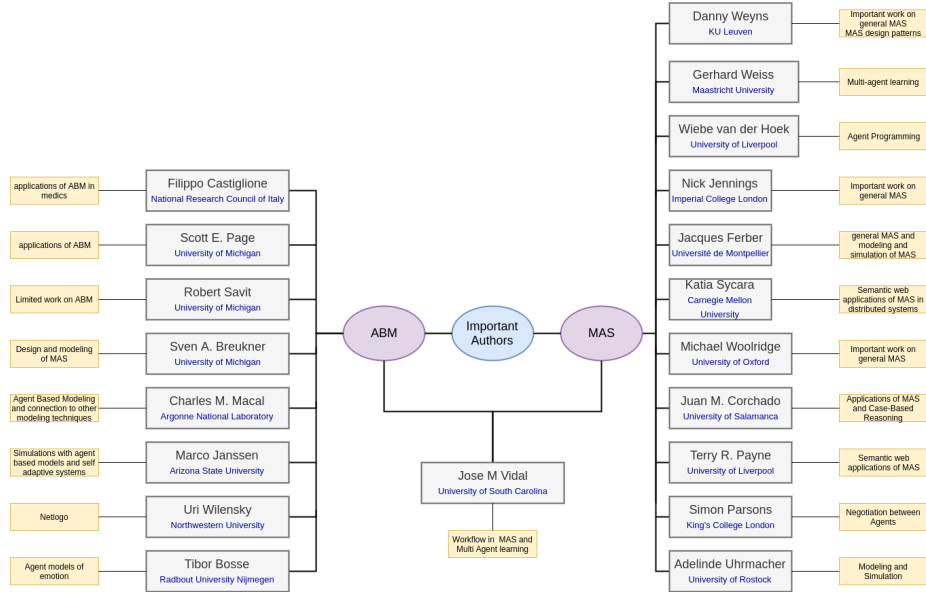 Danny Weyns
KU Leuven
Important work on
general MAS
MAS design patterns
Gerhard Weiss
Maastricht University
Multi-agent learning
Wiebe van der Hoek
University of Liverpool
Agent Programming
applications of ABM in
medics
Filippo Castiglione
National Research Council of Italy
Nick Jennings
Imperial College London
Important work on
general MAS
applications of ABM
Scott E. Page
University of Michigan
Jacques Ferber
Université de Montpellier
general MAS and
modeling and
simulation of MAS
Limited work on ABM
Robert Savit
University of Michigan
Katia Sycara
Carnegie Mellon
University
Semantic web
applications of MAS in
distributed systems
ABM
Important
Authors
MAS
Design and modeling
of MAS
Sven A. Breukner
University of Michigan
Michael Woolridge
University of Oxford
Important work on
general MAS
Agent Based Modeling
and connection to other
modeling techniques
Charles M. Macal
Argonne National Laboratory
Juan M. Corchado
University of Salamanca
Applications of MAS
and Case-Based
Reasoning
Simulations with agent
based models and self
adaptive systems
Marco Janssen
Arizona State University
Jose M Vidal
University of South Carolina
Terry R. Payne
University of Liverpool
Semantic web
applications of MAS
Netlogo
Uri Wilensky
Northwestern University
Workflow in MAS and
Multi Agent learning
Simon Parsons
King's College London
Negotiation between
Agents
Agent models of
emotion
Tibor Bosse
Radbout University Nijmegen
Adelinde Uhrmacher
University of Rostock
Modeling and
Simulation